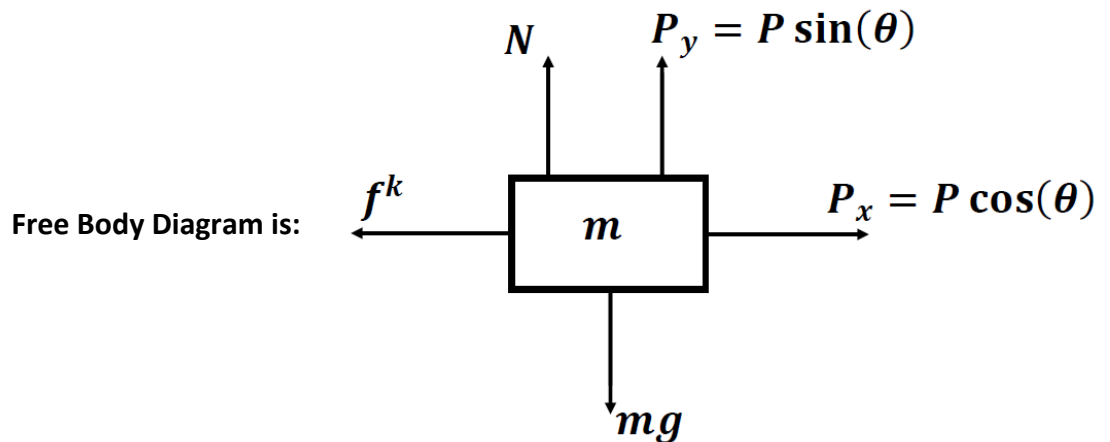 N
P_y = P sin(θ)
f^k
Free Body Diagram is:
m
P_x = P cos(θ)
mg